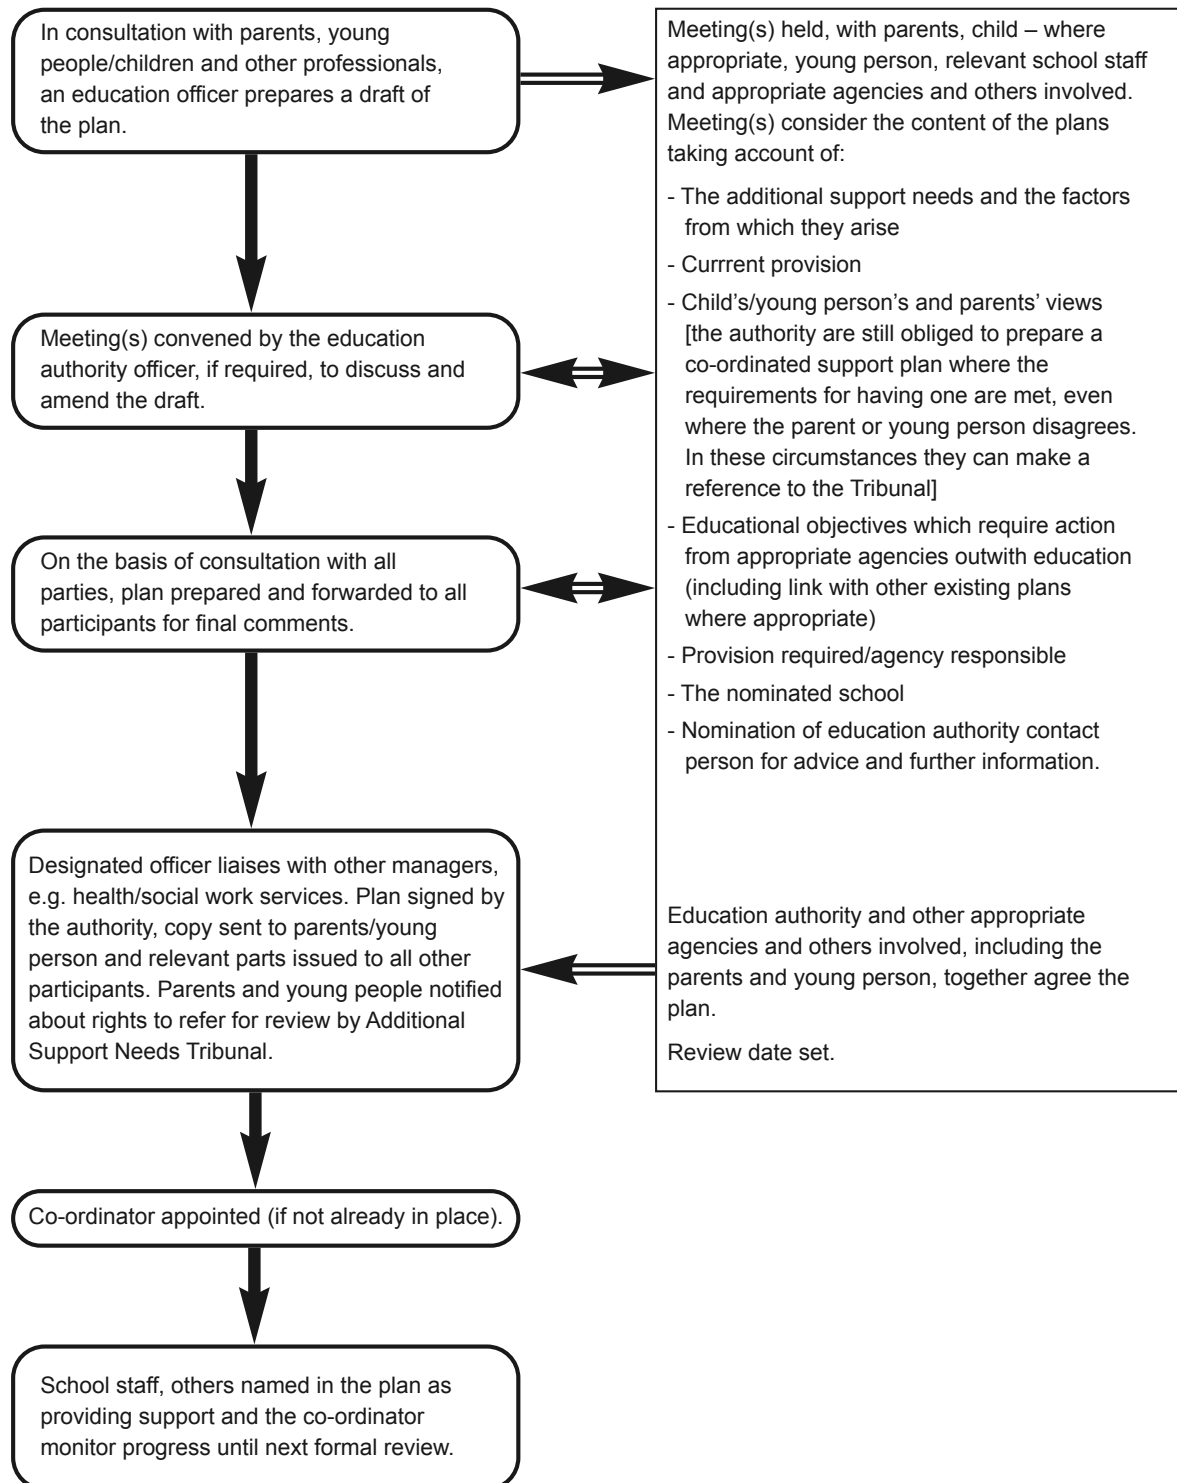 In consultation with parents, young
people/children and other professionals,
an education officer prepares a draft of
the plan.
Meeting(s) convened by the education
authority officer, if required, to discuss and
amend the draft.
On the basis of consultation with all
parties, plan prepared and forwarded to all
participants for final comments.
Designated officer liaises with other managers,
e.g. health/social work services. Plan signed by
the authority, copy sent to parents/young
person and relevant parts issued to all other
participants. Parents and young people notified
about rights to refer for review by Additional
Support Needs Tribunal.
Co-ordinator appointed (if not already in place).
School staff, others named in the plan as
providing support and the co-ordinator
monitor progress until next formal review.
Meeting(s) held, with parents, child – where
appropriate, young person, relevant school staff
and appropriate agencies and others involved.
Meeting(s) consider the content of the plans
taking account of:
- The additional support needs and the factors
from which they arise
- Currrent provision
- Child’s/young person’s and parents’ views
[the authority are still obliged to prepare a
co-ordinated support plan where the
requirements for having one are met, even
where the parent or young person disagrees.
In these circumstances they can make a
reference to the Tribunal]
- Educational objectives which require action
from appropriate agencies outwith education
(including link with other existing plans
where appropriate)
- Provision required/agency responsible
- The nominated school
- Nomination of education authority contact
person for advice and further information.
Education authority and other appropriate
agencies and others involved, including the
parents and young person, together agree the
plan.
Review date set.